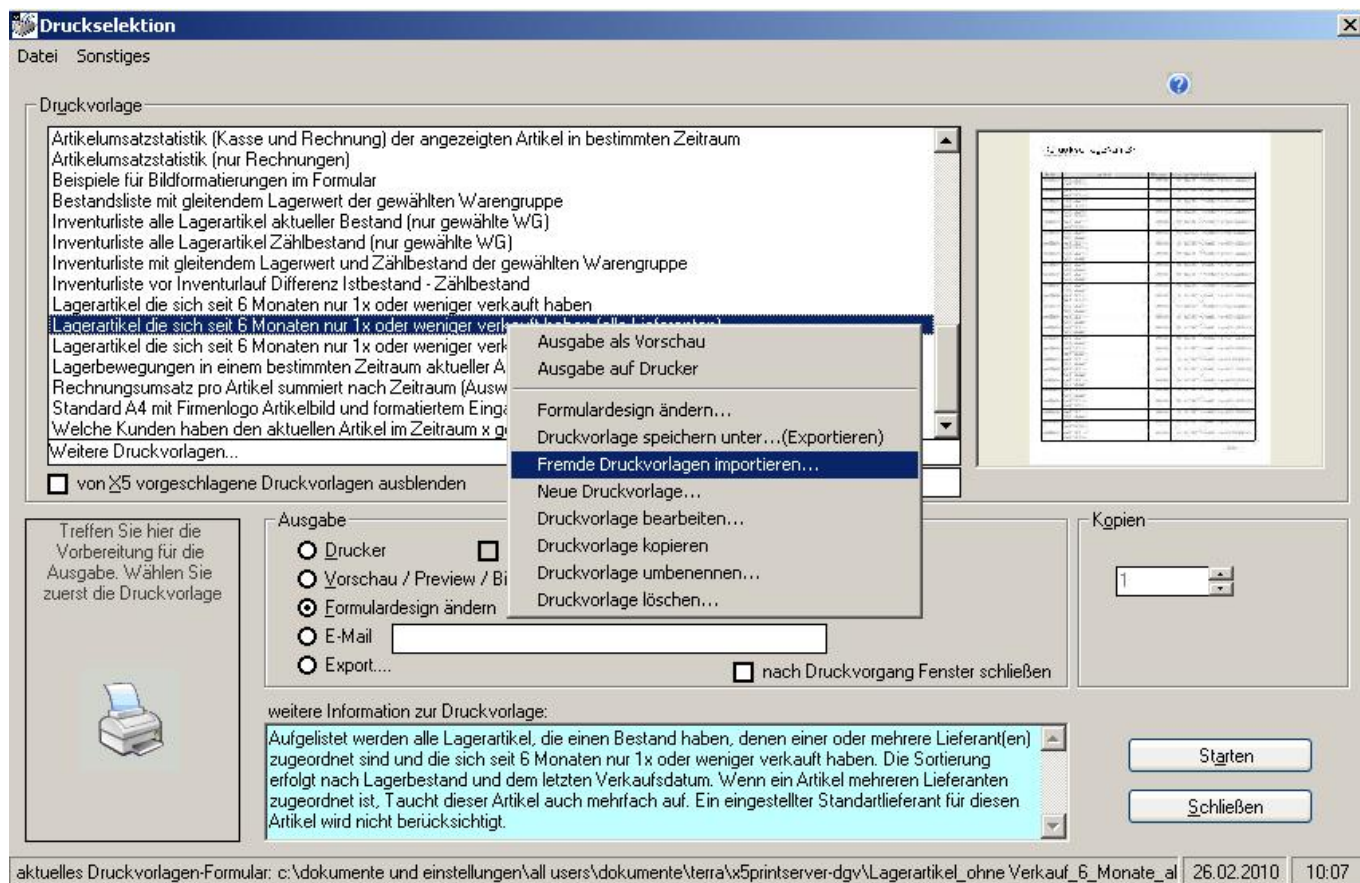 Druckselektion
Datei Sonstiges
Druckvorlage
Artikelumsatzstatistik (Kasse und Rechnung) der angezeigten Artikel in bestimmten Zeitraum
Artikelumsatzstatistik (nur Rechnungen)
Beispiele für Bildformatierungen im Formular
Bestandsliste mit gleitendem Lagerwert der gewählten Warengruppe
Inventurliste alle Lagerartikel aktueller Bestand (nur gewählte WG)
Inventurliste alle Lagerartikel Zählbestand (nur gewählte WG)
Inventurliste mit gleitendem Lagerwert und Zählbestand der gewählten Warengruppe
Inventurliste vor Inventurlauf Differenz Istbestand - Zählbestand
Lagerartikel die sich seit 6 Monaten nur 1x oder weniger verkauft haben
Lagerartikel die sich seit 6 Monaten nur 1x oder weniger verkauft haben (alle Lieferanten)
Lagerartikel die sich seit 6 Monaten nur 1x oder weniger verk
Lagerbewegungen in einem bestimmten Zeitraum aktueller A
Rechnungsumsatz pro Artikel summiert nach Zeitraum (Ausw
Standard A4 mit Firmenlogo Artikelbild und formatiertem Einga
Welche Kunden haben den aktuellen Artikel im Zeitraum x g
Weitere Druckvorlagen...
von X5 vorgeschlagene Druckvorlagen ausblenden
Ausgabe als Vorschau
Ausgabe auf Drucker
Formulardesign ändern...
Druckvorlage speichern unter...(Exportieren)
Fremde Druckvorlagen importieren...
Neue Druckvorlage...
Druckvorlage bearbeiten...
Druckvorlage kopieren
Druckvorlage umbenennen...
Druckvorlage löschen...
Treffen Sie hier die
Vorbereitung für die
Ausgabe. Wählen Sie
zuerst die Druckvorlage
Ausgabe
Drucker
Vorschau / Preview / Bi
Formulardesign ändern
E-Mail
Export....
nach Druckvorgang Fenster schließen
Kopien
1
weitere Information zur Druckvorlage:
Aufgelistet werden alle Lagerartikel, die einen Bestand haben, denen einer oder mehrere Lieferant(en)
zugeordnet sind und die sich seit 6 Monaten nur 1x oder weniger verkauft haben. Die Sortierung
erfolgt nach Lagerbestand und dem letzten Verkaufsdatum. Wenn ein Artikel mehreren Lieferanten
zugeordnet ist, Taucht dieser Artikel auch mehrfach auf. Ein eingestellter Standartlieferant für diesen
Artikel wird nicht berücksichtigt.
Starten
Schließen
aktuelles Druckvorlagen-Formular: c:\dokumente und einstellungen\all users\dokumente\terra\x5printserver-dgv\Lagerartikel_ohne Verkauf_6_Monate_al 26.02.2010 10:07